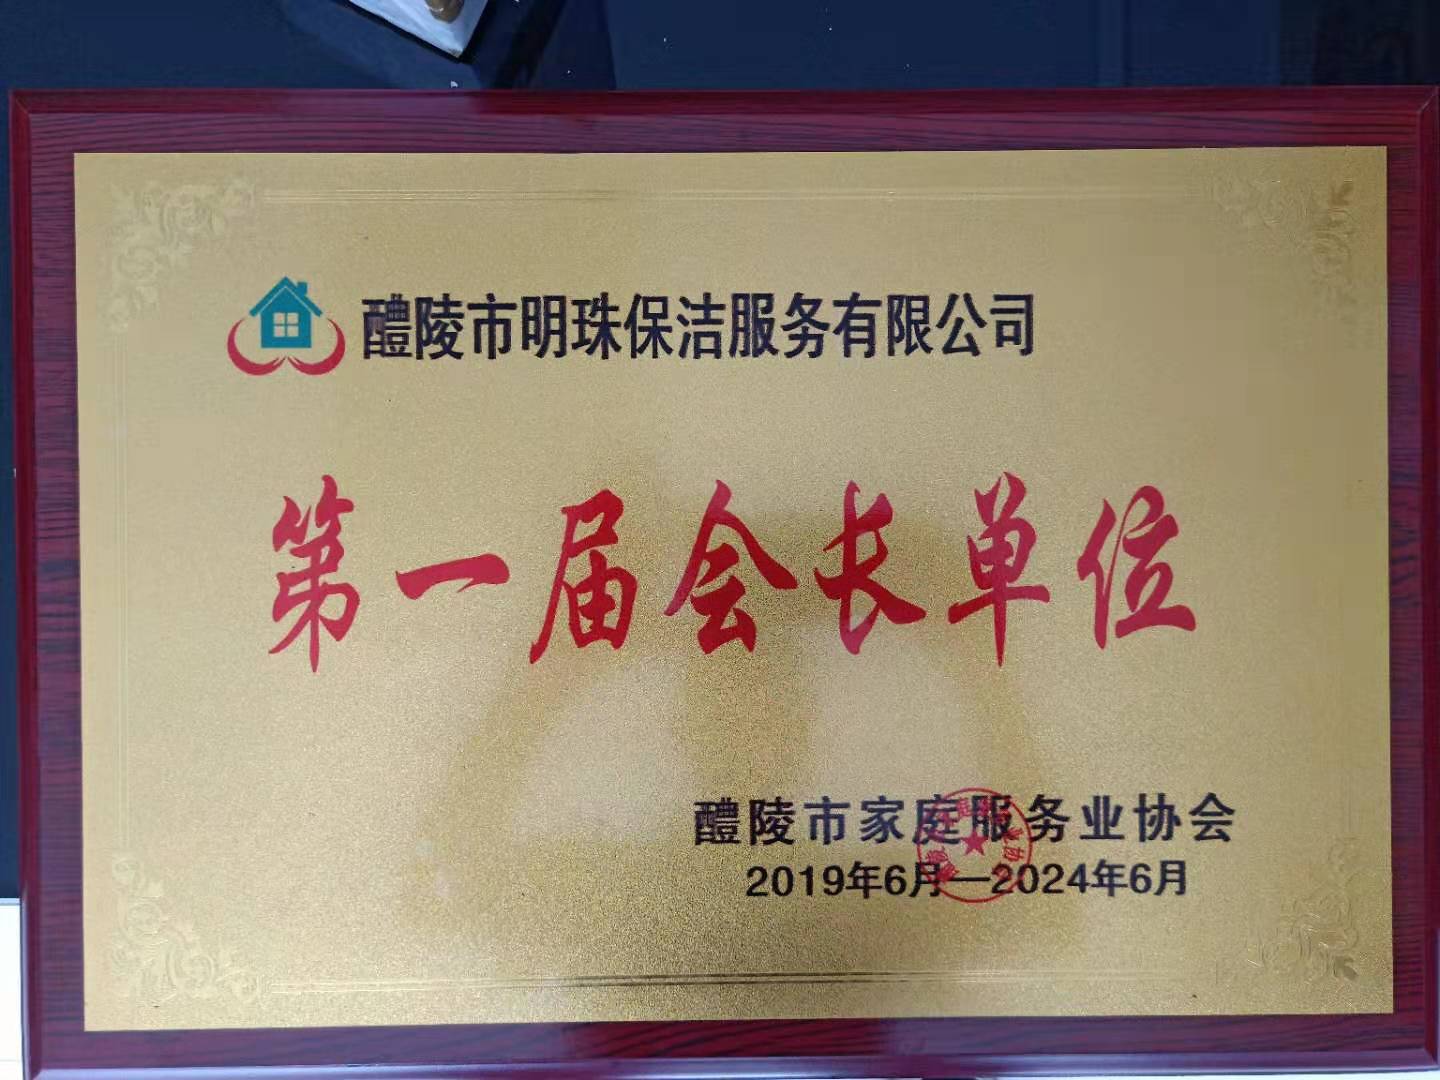 醴陵市明珠保洁服务有限公司
第一届会长单位
醴陵市家庭服务业协会
2019年6月—2024年6月